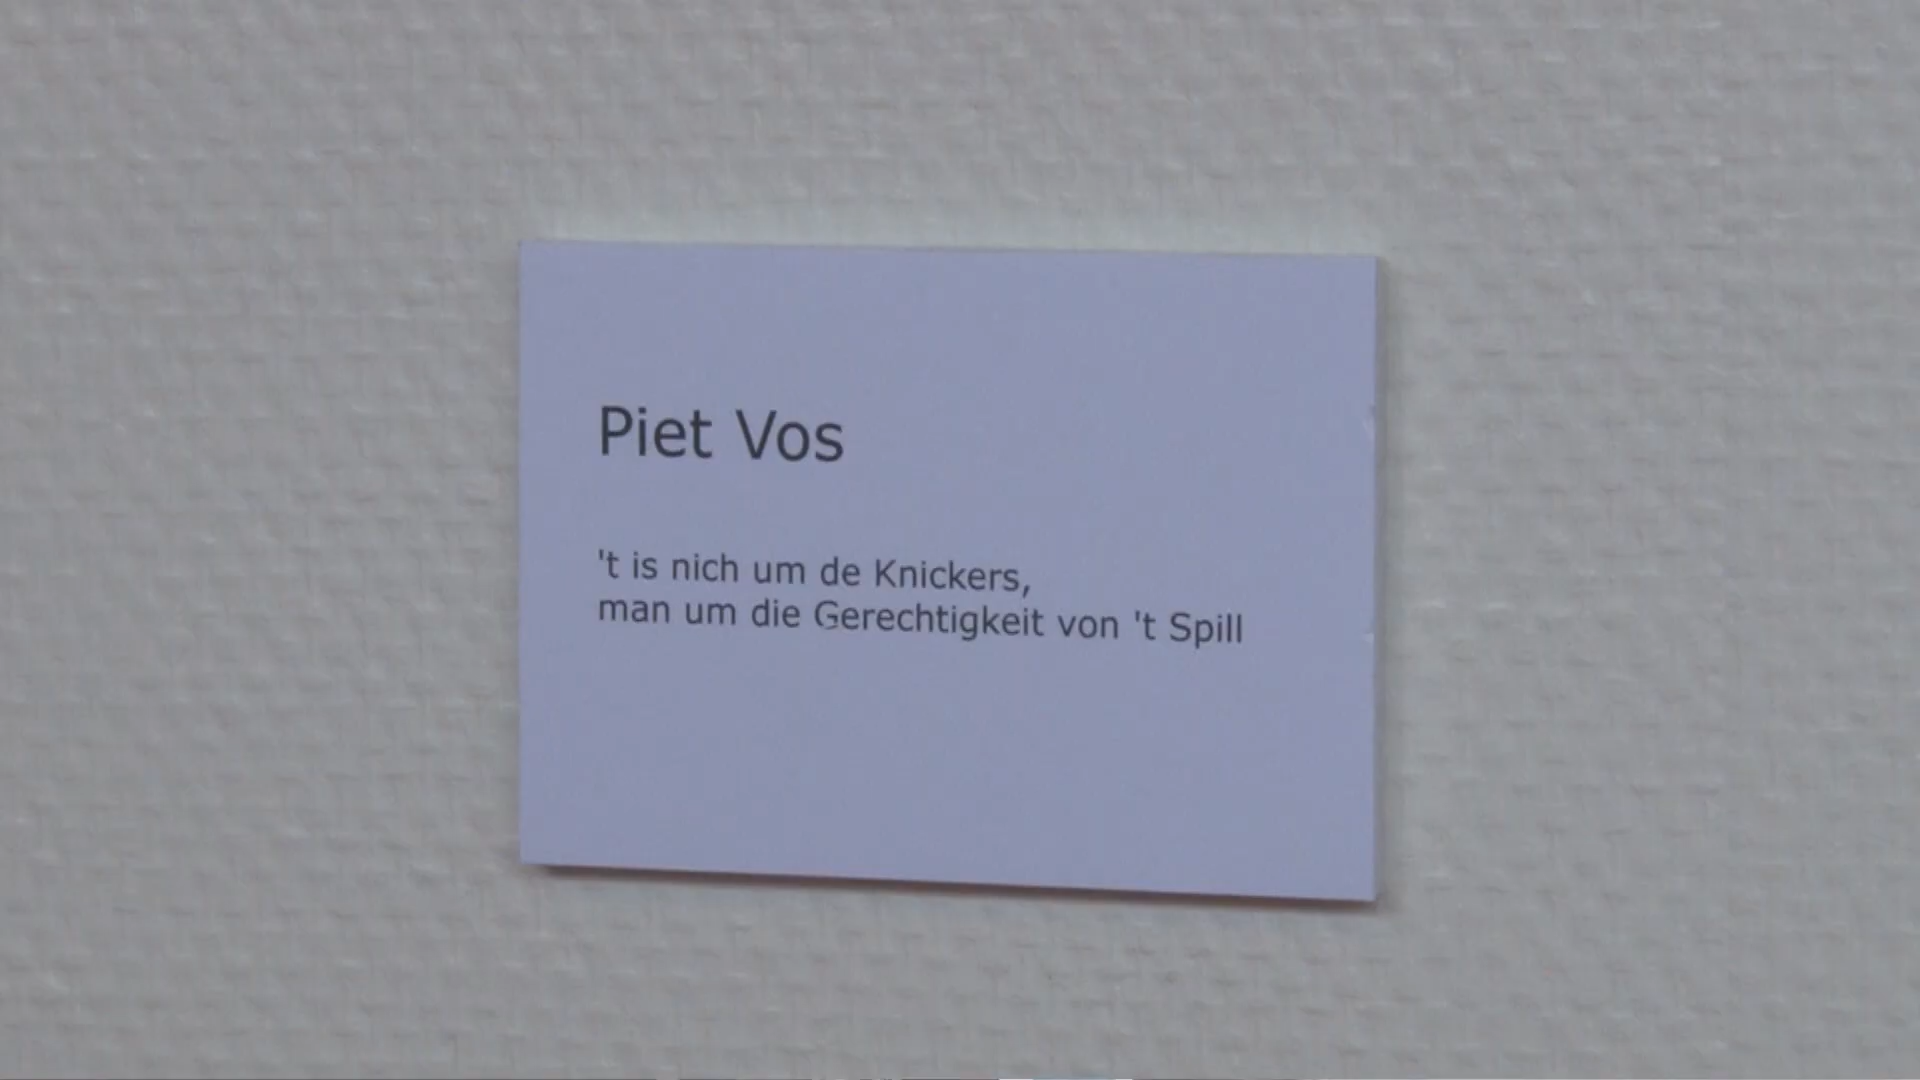 Piet Vos
't is nich um de Knickers,
man um die Gerechtigkeit von 't Spill